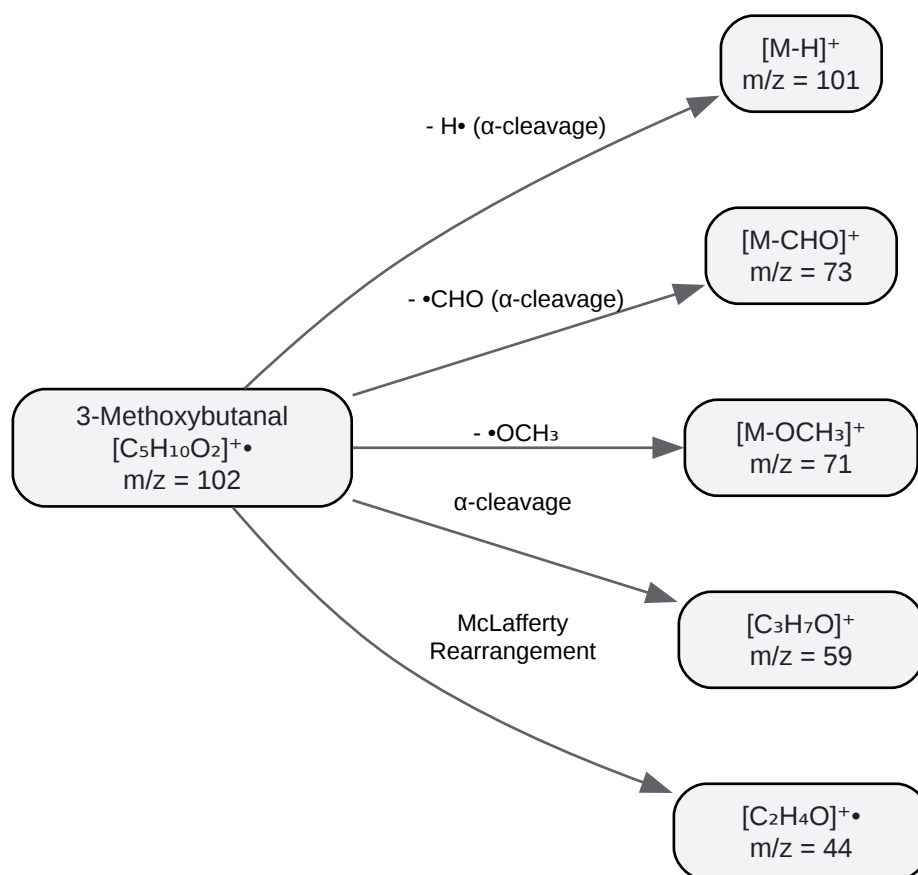 [M-H]⁺
m/z = 101
- H• (α-cleavage)
[M-CHO]⁺
m/z = 73
- •CHO (α-cleavage)
3-Methoxybutanal
[C₅H₁₀O₂]⁺•
m/z = 102
- •OCH₃
[M-OCH₃]⁺
m/z = 71
α-cleavage
[C₃H₇O]⁺
m/z = 59
McLafferty
Rearrangement
[C₂H₄O]⁺•
m/z = 44